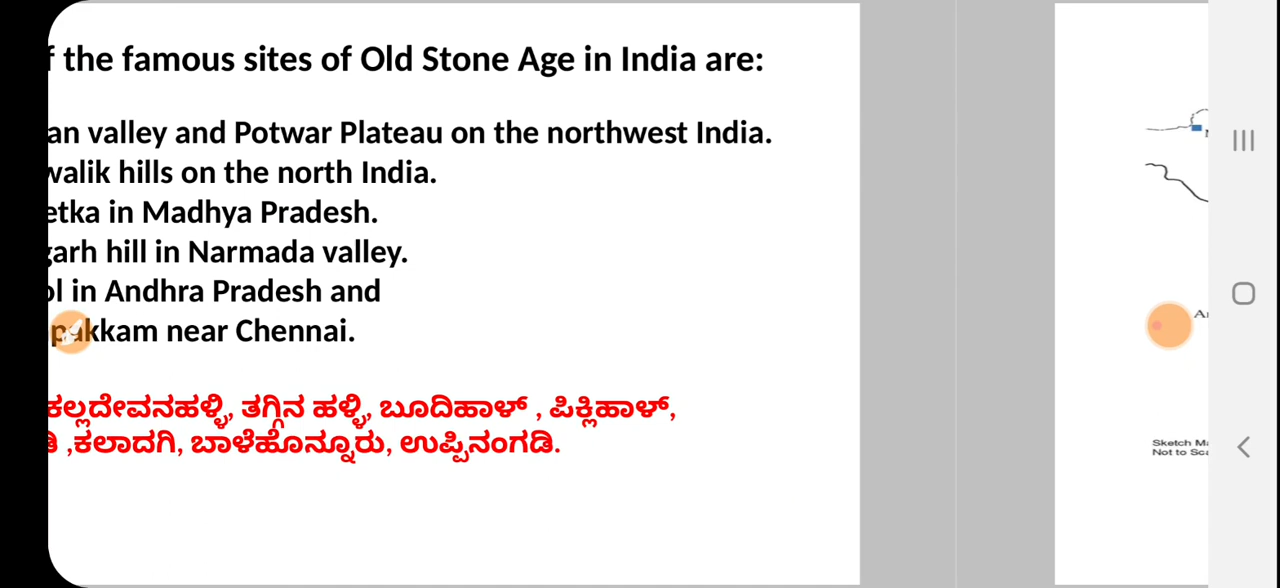 f the famous sites of Old Stone Age in India are:
an valley and Potwar Plateau on the northwest India.
walik hills on the north India.
etka in Madhya Pradesh.
garh hill in Narmada valley.
ol in Andhra Pradesh and
pakkam near Chennai.
ಕಲ್ಲದೇವನಹಳ್ಳಿ, ತಗ್ಗಿನ ಹಳ್ಳಿ, ಬೂದಿಹಾಳ್ , ಪಿಕ್ಲಿಹಾಳ್,
ಡಿ ,ಕಲಾದಗಿ, ಬಾಳೆಹೊನ್ನೂರು, ಉಪ್ಪಿನಂಗಡಿ.
Sketch
Not to